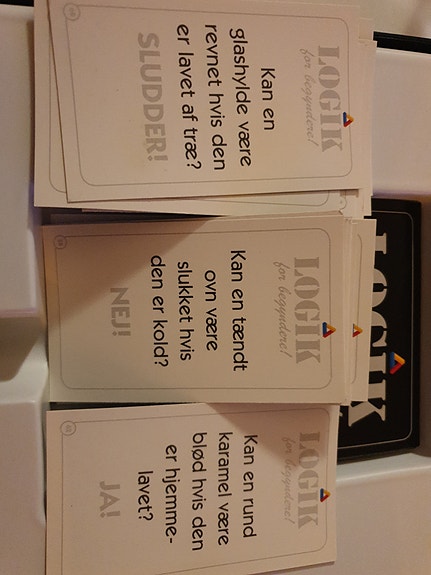 LOGIK
for begyndere!
Kan en
glashylde være
revnet hvis den
er lavet af træ?
SLUDDER!
LOGIK
for begyndere!
Kan en tændt
ovn være
slukket hvis
den er kold?
NEJ!
LOGIK
for begyndere!
Kan en rund
karamel være
blød hvis den
er hjemme-
lavet?
JA!
LOGIK